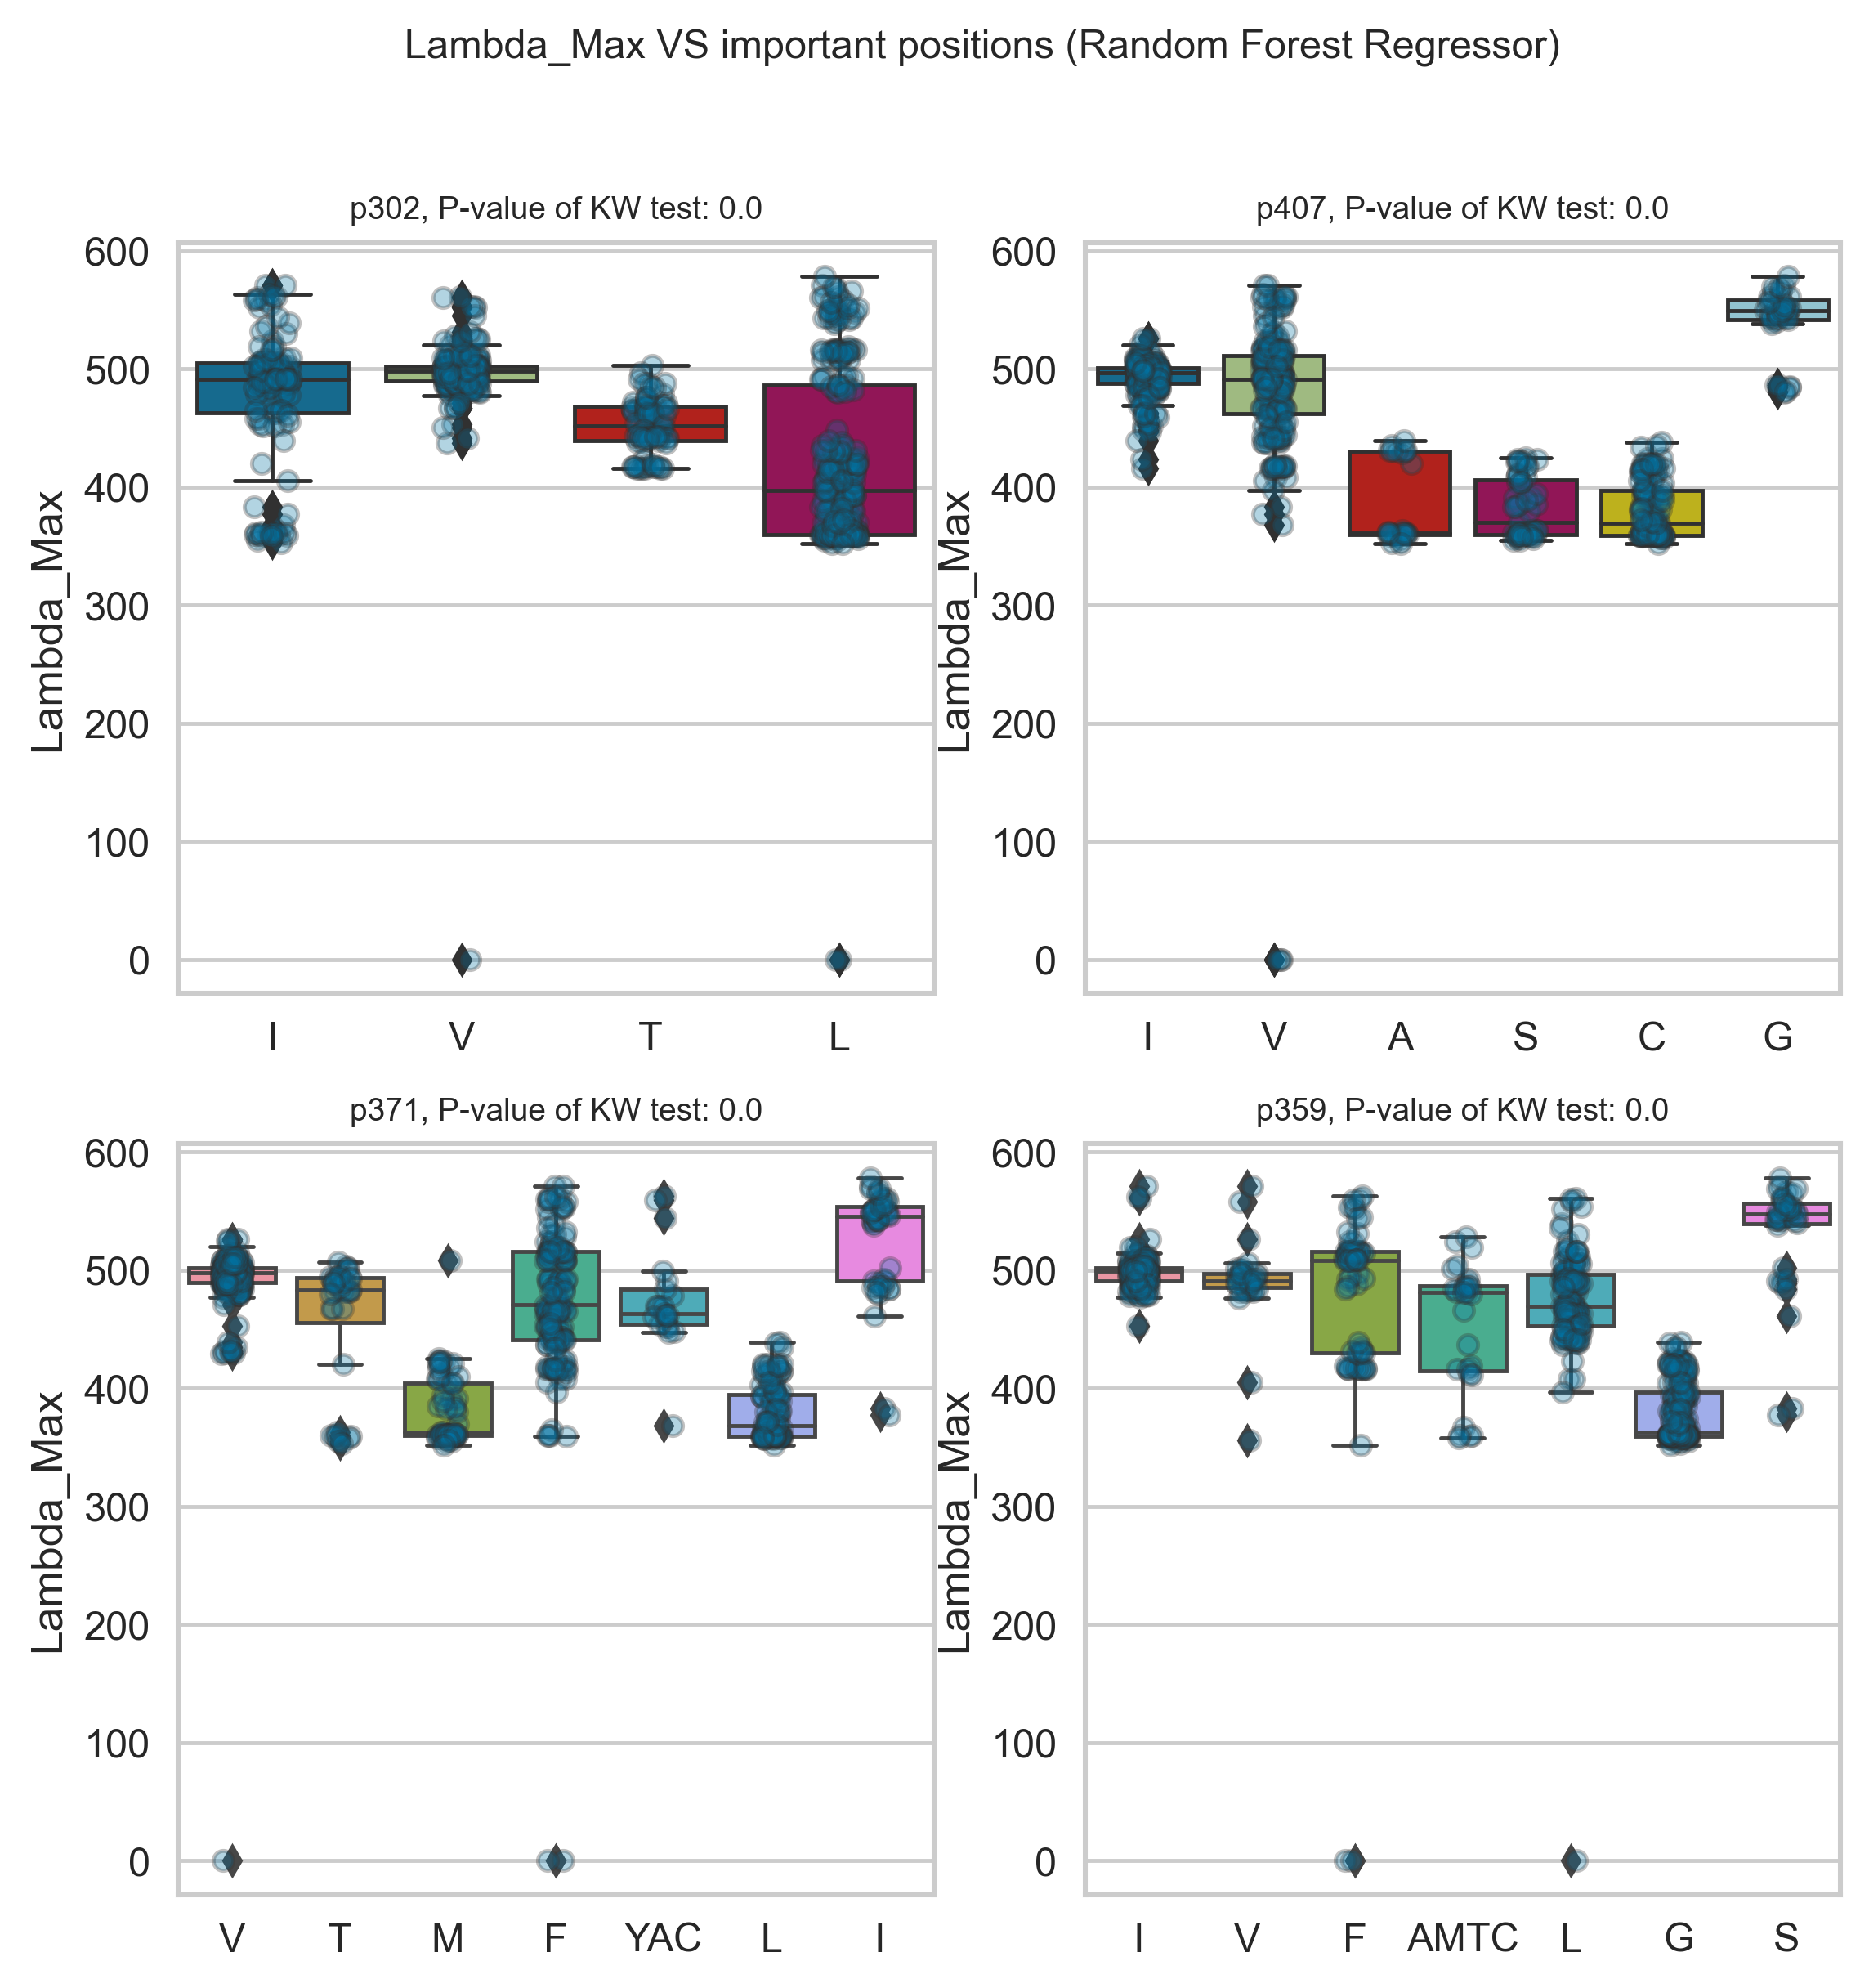 Lambda_Max VS important positions (Random Forest Regressor)
p302, P-value of KW test: 0.0
600
500
400
300
200
100
0
Lambda_Max
I V T L
p407, P-value of KW test: 0.0
600
500
400
300
200
100
0
Lambda_Max
I V A S C G
p371, P-value of KW test: 0.0
600
500
400
300
200
100
0
Lambda_Max
V T M F YAC L I
p359, P-value of KW test: 0.0
600
500
400
300
200
100
0
Lambda_Max
I V F AMTC L G S